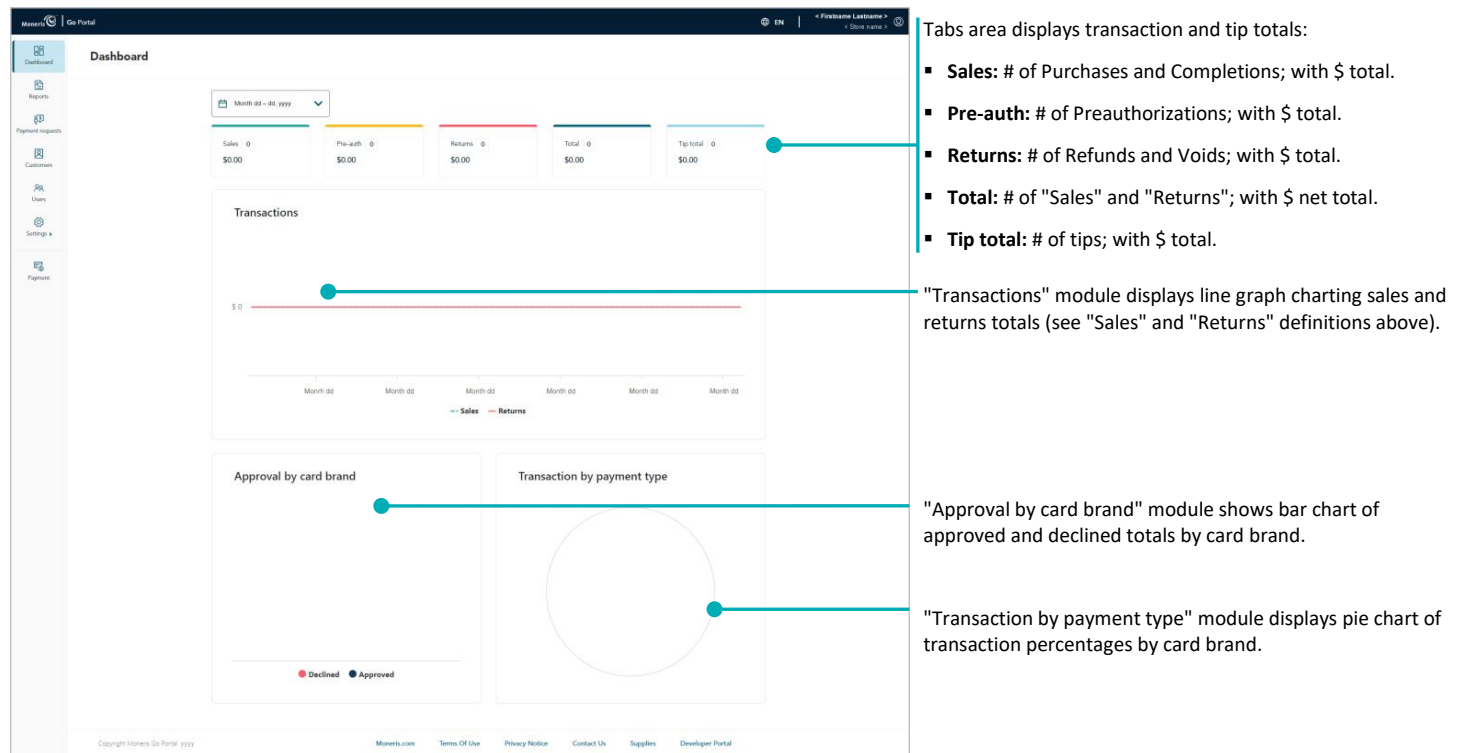 Moneris Go Portal
EN
< Firstname Lastname >
< Store name >
Dashboard
Reports
Payment requests
Customers
Users
Settings
Payment
Dashboard
Month dd – dd, yyyy
Sales 0
$0.00
Pre-auth 0
$0.00
Returns 0
$0.00
Total 0
$0.00
Tip total 0
$0.00
Transactions
$ 0
Monrh dd Month dd Month dd Month dd Month dd Month dd
Sales Returns
Approval by card brand
Declined Approved
Transaction by payment type
Copyright Moneris Go Portal yyyy
Moneris.com Terms Of Use Privacy Notice Contact Us Supplies Developer Portal
Tabs area displays transaction and tip totals:
▪ Sales: # of Purchases and Completions; with $ total.
▪ Pre-auth: # of Preauthorizations; with $ total.
▪ Returns: # of Refunds and Voids; with $ total.
▪ Total: # of "Sales" and "Returns"; with $ net total.
▪ Tip total: # of tips; with $ total.
"Transactions" module displays line graph charting sales and
returns totals (see "Sales" and "Returns" definitions above).
"Approval by card brand" module shows bar chart of
approved and declined totals by card brand.
"Transaction by payment type" module displays pie chart of
transaction percentages by card brand.